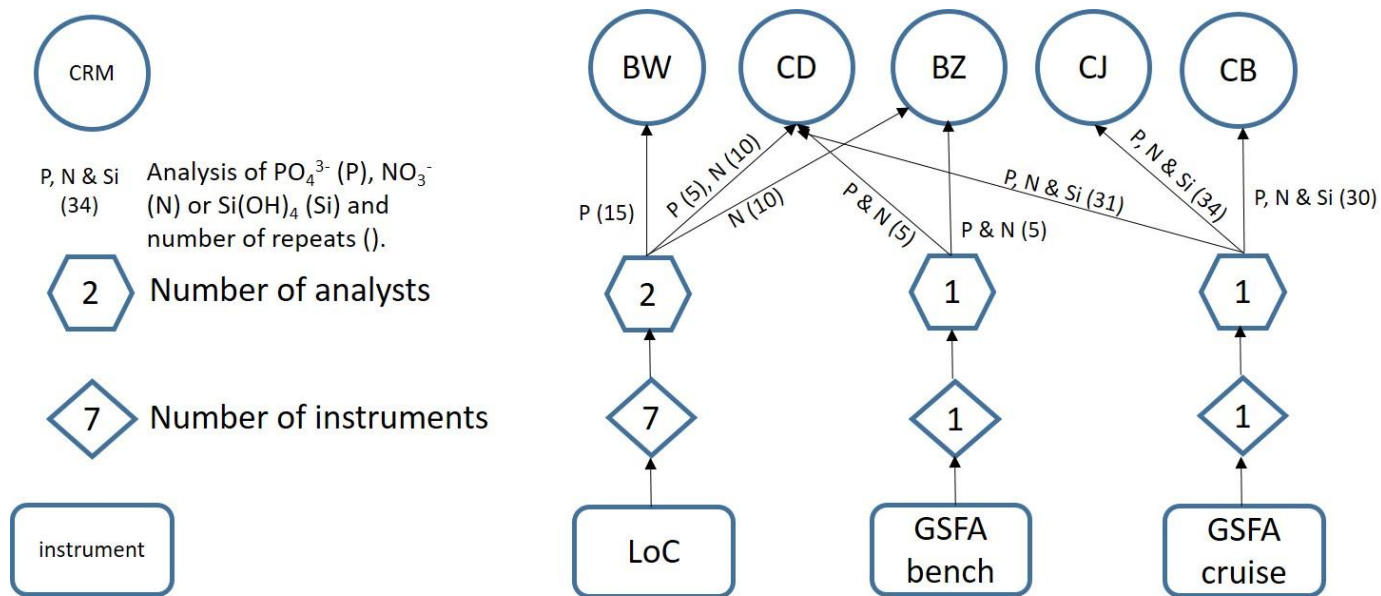 CRM
BW
CD
BZ
CJ
CB
P, N & Si
(34)
Analysis of PO₄³⁻ (P), NO₃⁻
(N) or Si(OH)₄ (Si) and
number of repeats ().
P (15)
P (5), N (10)
N (10)
P & N (5)
P & N (5)
P, N & Si (31)
P, N & Si (34)
P, N & Si (30)
2
Number of analysts
2
1
1
7
Number of instruments
7
1
1
instrument
LoC
GSFA
bench
GSFA
cruise